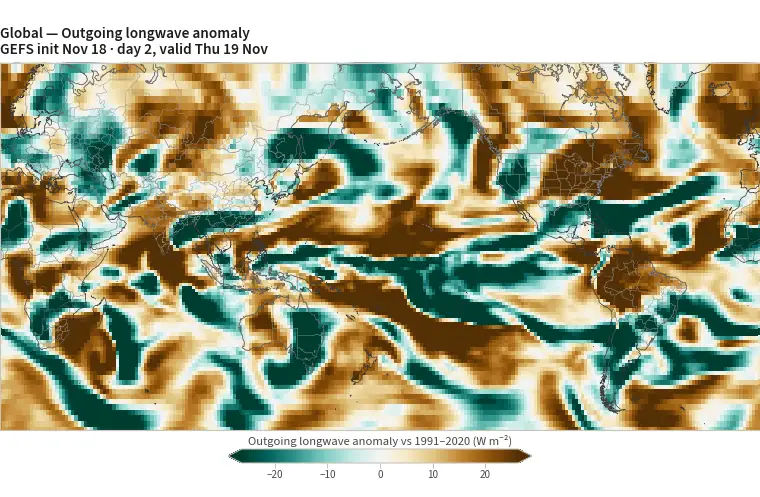 Global — Outgoing longwave anomaly
GEFS init Nov 18 · day 2, valid Thu 19 Nov
Outgoing longwave anomaly vs 1991–2020 (W m⁻²)
−20 −10 0 10 20